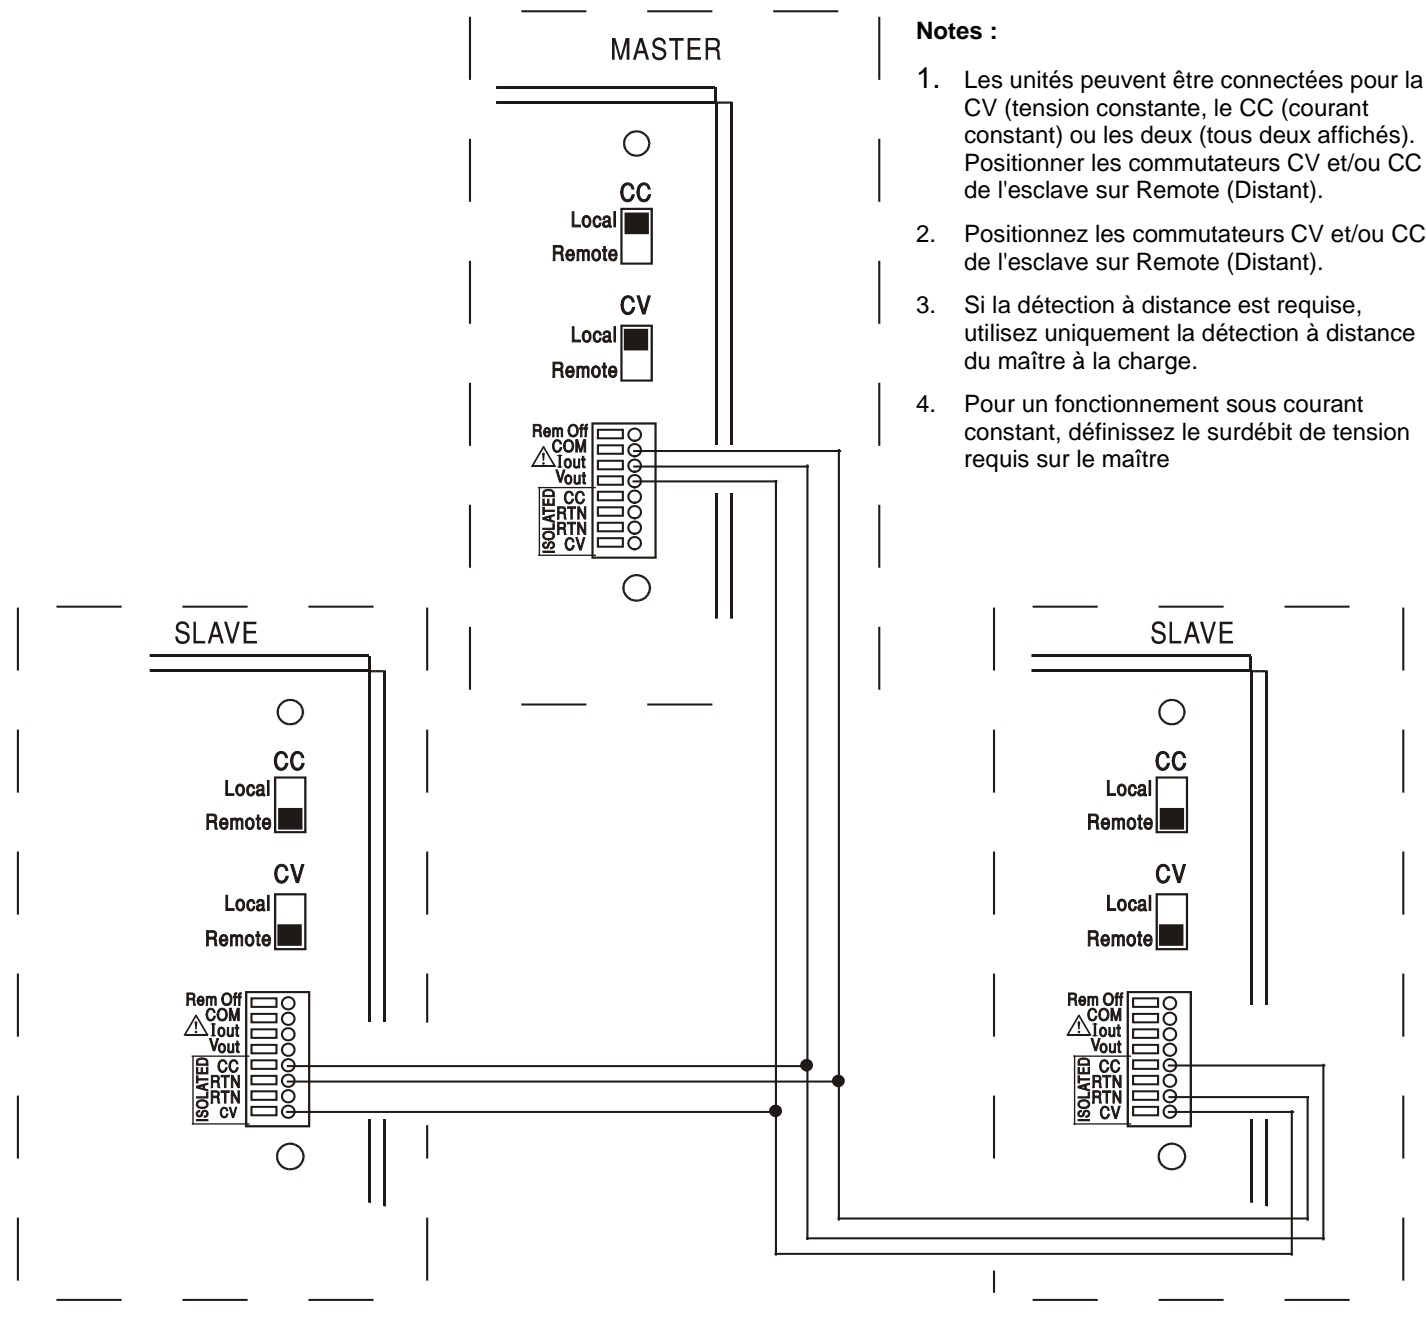 MASTER
CC
Local
Remote
CV
Local
Remote
Rem Off
COM
Iout
Vout
ISOLATED
CC
RTN
RTN
CV
Notes :
1. Les unités peuvent être connectées pour la
CV (tension constante, le CC (courant
constant) ou les deux (tous deux affichés).
Positionner les commutateurs CV et/ou CC
de l'esclave sur Remote (Distant).
2. Positionnez les commutateurs CV et/ou CC
de l'esclave sur Remote (Distant).
3. Si la détection à distance est requise,
utilisez uniquement la détection à distance
du maître à la charge.
4. Pour un fonctionnement sous courant
constant, définissez le surdébit de tension
requis sur le maître
SLAVE
CC
Local
Remote
CV
Local
Remote
Rem Off
COM
Iout
Vout
ISOLATED
CC
RTN
RTN
CV
SLAVE
CC
Local
Remote
CV
Local
Remote
Rem Off
COM
Iout
Vout
ISOLATED
CC
RTN
RTN
CV